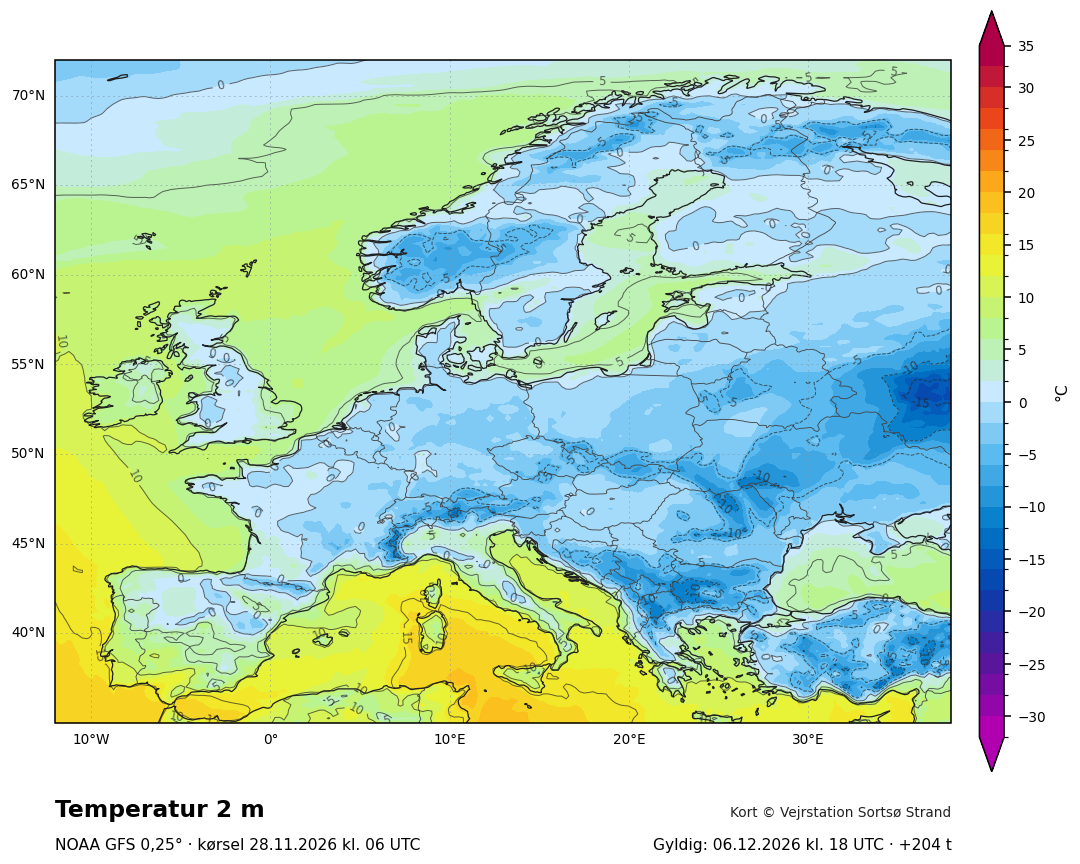 35
30
25
20
15
10
5
0
−5
−10
−15
−20
−25
−30
°C
70°N
65°N
60°N
55°N
50°N
45°N
40°N
10°W 0° 10°E 20°E 30°E
Temperatur 2 m
Kort © Vejrstation Sortsø Strand
NOAA GFS 0,25° · kørsel 28.11.2026 kl. 06 UTC
Gyldig: 06.12.2026 kl. 18 UTC · +204 t